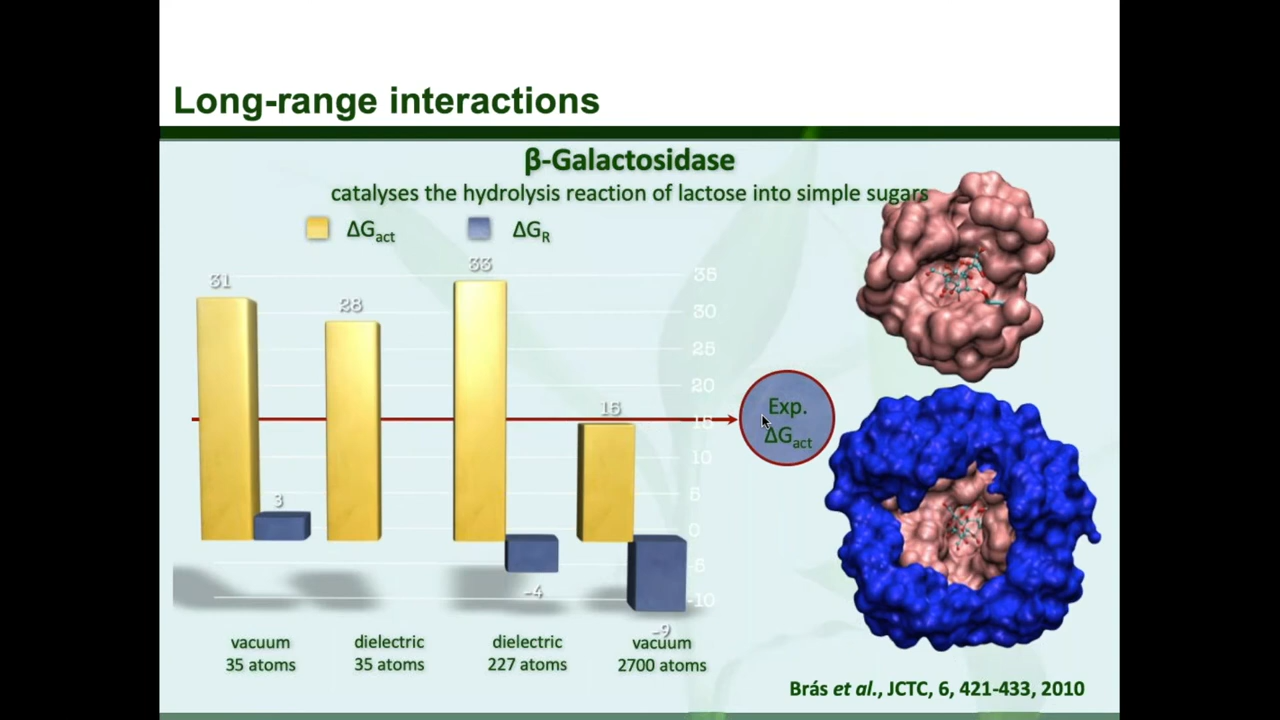 Long-range interactions
β-Galactosidase
catalyses the hydrolysis reaction of lactose into simple sugars
ΔGact ΔGR
31
3
28
33
-4
-9
35
30
25
20
15
10
5
0
-5
-10
Exp.
ΔGact
vacuum
35 atoms
dielectric
35 atoms
dielectric
227 atoms
vacuum
2700 atoms
Brás et al., JCTC, 6, 421-433, 2010